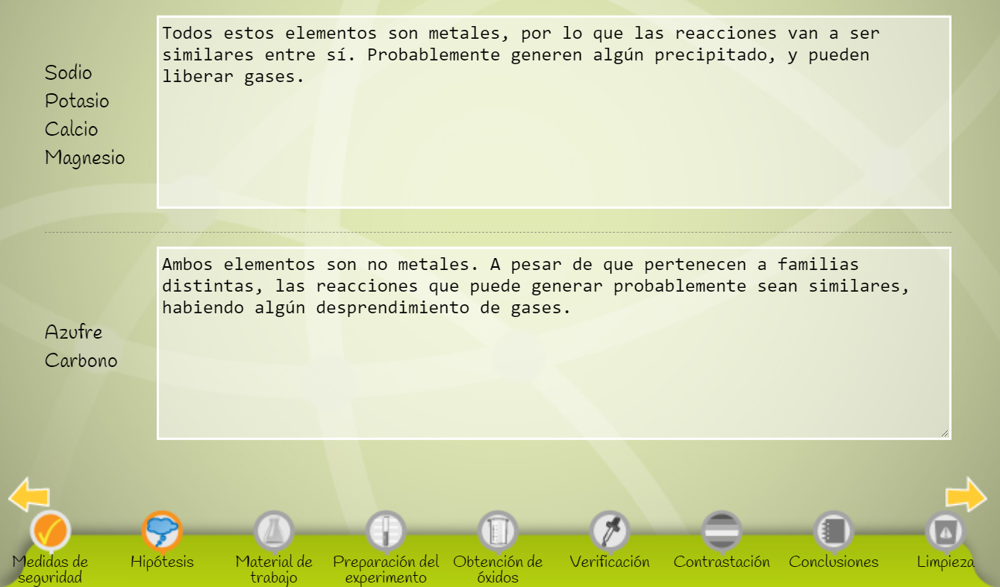 Sodio
Potasio
Calcio
Magnesio
Todos estos elementos son metales, por lo que las reacciones van a ser
similares entre sí. Probablemente generen algún precipitado, y pueden
liberar gases.
Azufre
Carbono
Ambos elementos son no metales. A pesar de que pertenecen a familias
distintas, las reacciones que puede generar probablemente sean similares,
habiendo algún desprendimiento de gases.
Medidas de
seguridad
Hipótesis
Material de
trabajo
Preparación del
experimento
Obtención de
óxidos
Verificación
Contrastación
Conclusiones
Limpieza